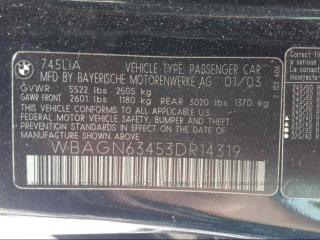 745LiA VEHICLE TYPE: PASSENGER CAR
MFD BY BAYERISCHE MOTORENWERKE AG 01/03
GVWR 5522 lbs 2505 kg
GAWR FRONT 2601 lbs 1180 kg REAR 3020 lbs 1370 kg
THIS VEHICLE CONFORMS TO ALL APPLICABLE FEDERAL
MOTOR VEHICLE SAFETY, BUMPER, AND THEFT
PREVENTION STANDARDS IN EFFECT ON THE DATE
OF MANUFACTURE SHOWN ABOVE
WBAGN63453DR14319